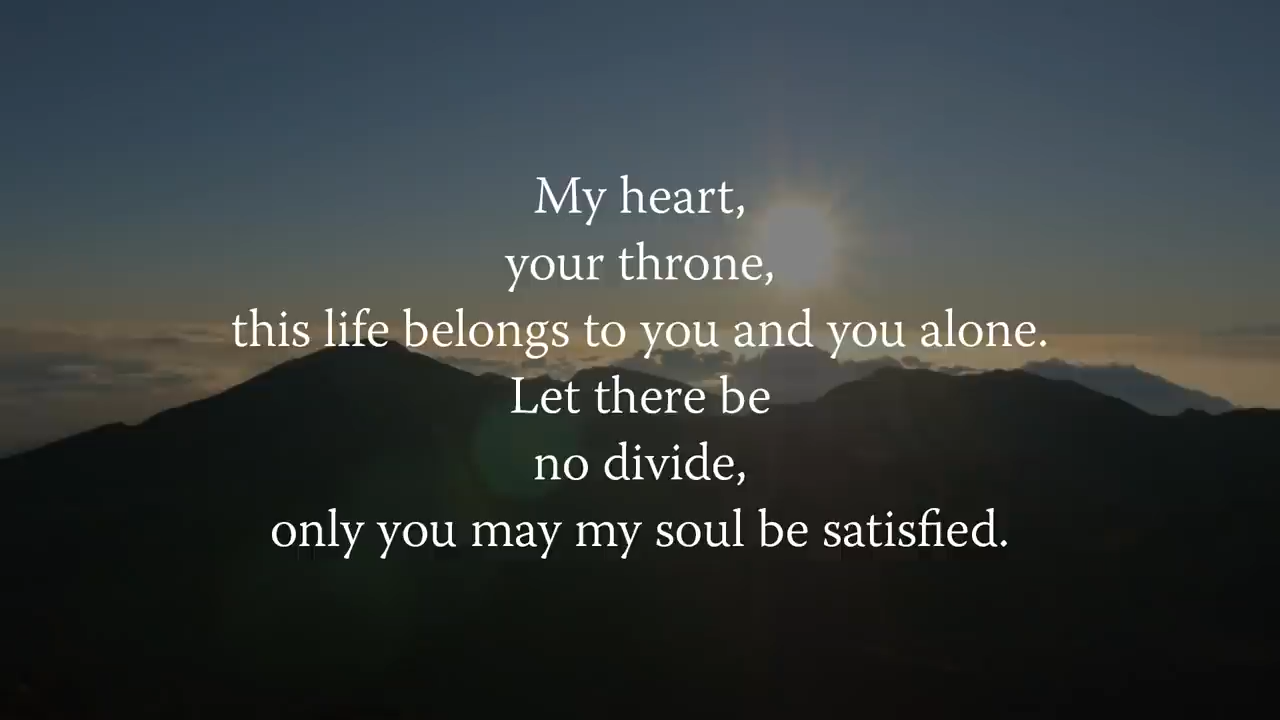 My heart,
your throne,
this life belongs to you and you alone.
Let there be
no divide,
only you may my soul be satisfied.